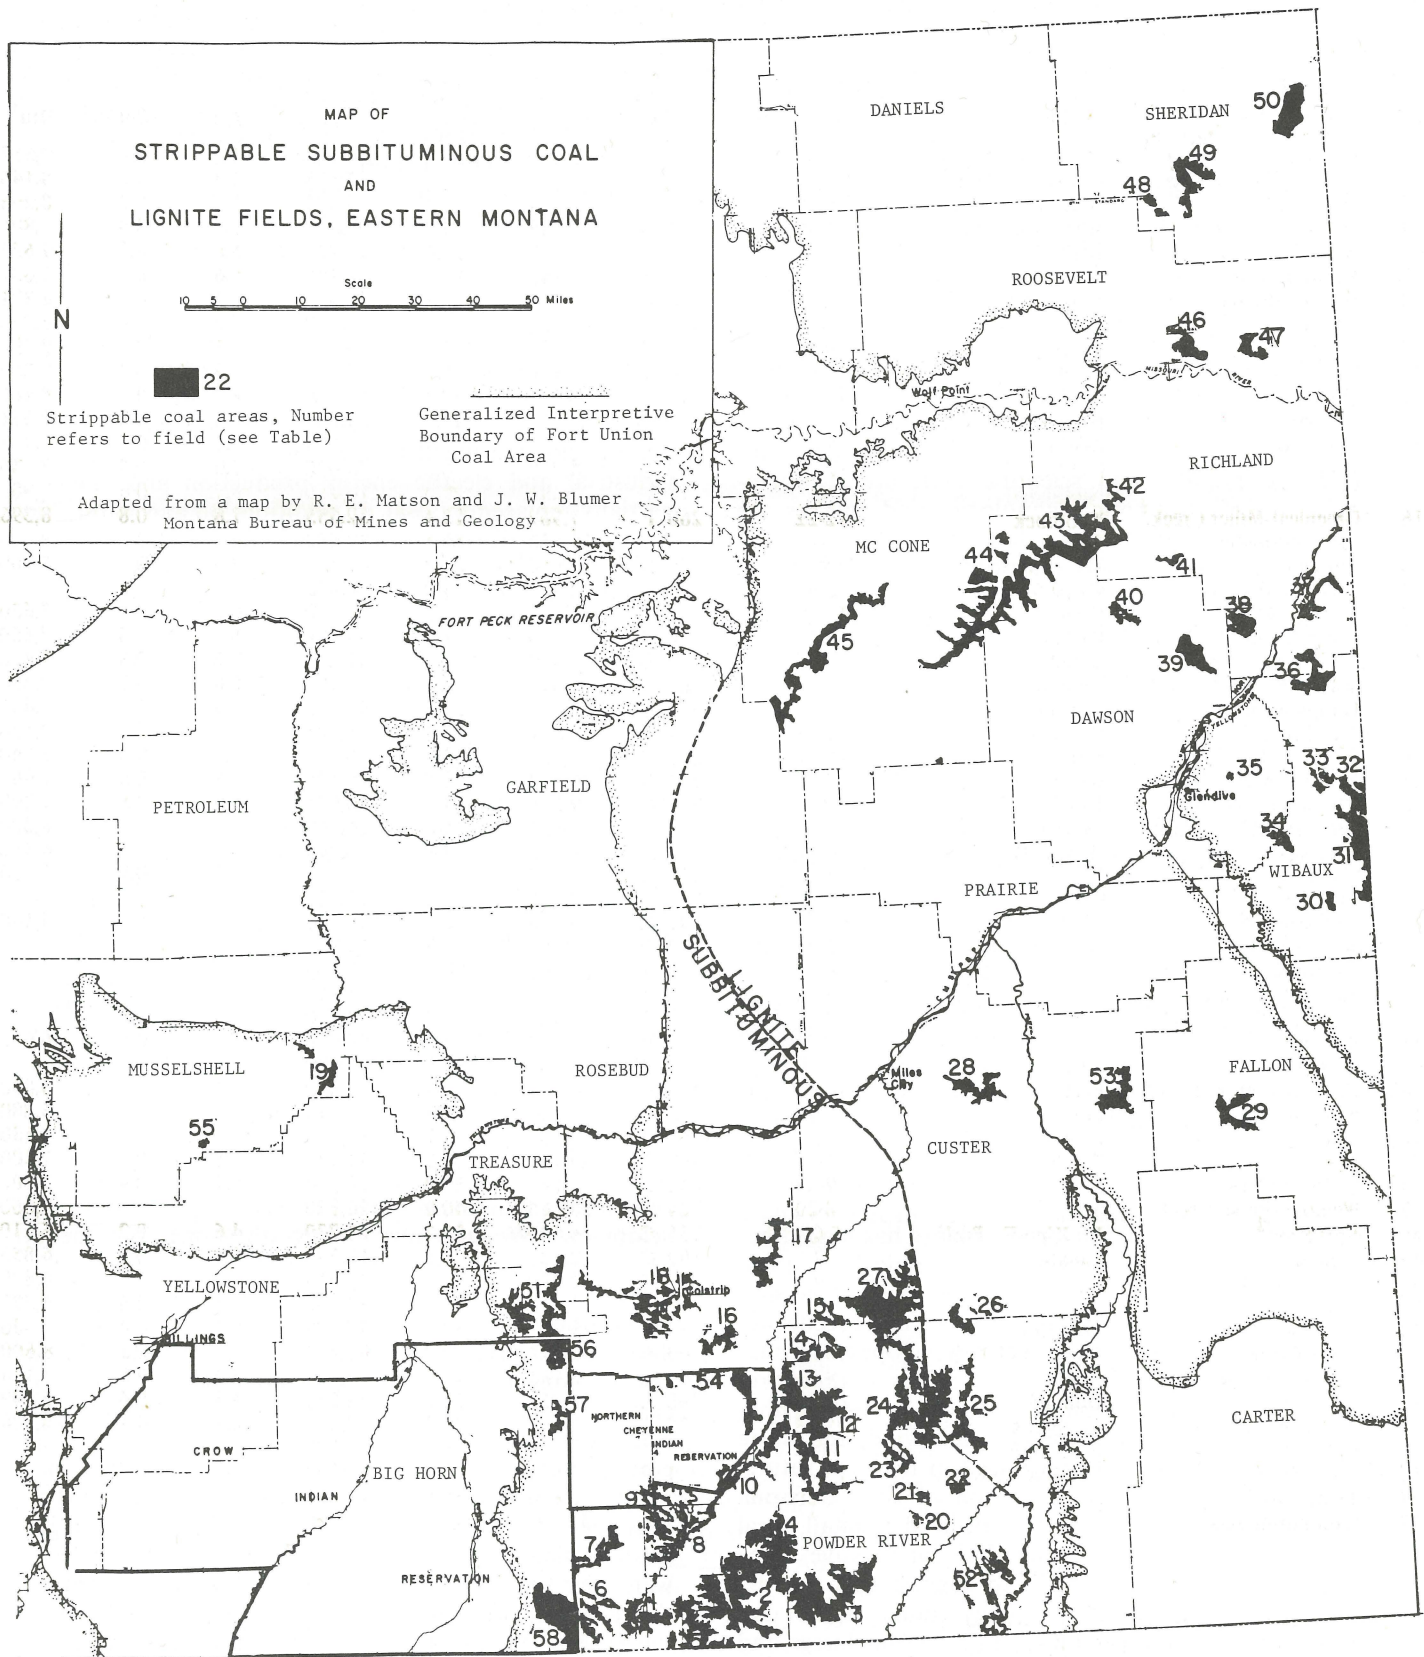 MAP OF
STRIPPABLE SUBBITUMINOUS COAL
AND
LIGNITE FIELDS, EASTERN MONTANA
Scale
10 5 0 10 20 30 40 50 Miles
N
22
Strippable coal areas, Number
refers to field (see Table)
Generalized Interpretive
Boundary of Fort Union
Coal Area
Adapted from a map by R. E. Matson and J. W. Blumer
Montana Bureau of Mines and Geology
DANIELS
SHERIDAN
50
49
48
ROOSEVELT
46
47
MISSOURI RIVER
Wolf Point
RICHLAND
42
43
MC CONE
44
41
40
38
37
FORT PECK RESERVOIR
45
39
36
DAWSON
YELLOWSTONE
GARFIELD
PETROLEUM
35
33
32
Glendive
34
31
WIBAUX
PRAIRIE
30
LIGNITE
SUBBITUMINOUS
MUSSELSHELL
19
ROSEBUD
Miles
City
28
53
FALLON
29
55
CUSTER
TREASURE
17
YELLOWSTONE
51
18
Colstrip
27
15
26
16
BILLINGS
14
56
54
13
57
NORTHERN
CHEYENNE
INDIAN
RESERVATION
24
25
12
CARTER
CROW
11
BIG HORN
23
22
10
INDIAN
9
21
20
4
7
8
POWDER RIVER
RESERVATION
6
52
1
2
3
5
58